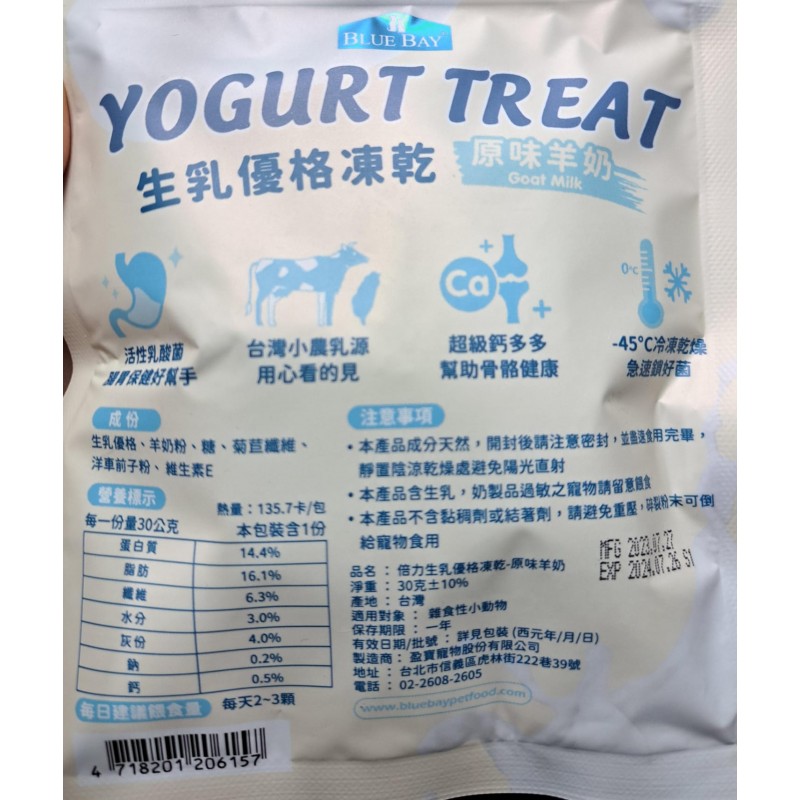 BLUE BAY
YOGURT TREAT
生乳優格凍乾
原味羊奶
Goat Milk
活性乳酸菌
腸胃保健好幫手
台灣小農乳源
用心看的見
Ca
超級鈣多多
幫助骨骼健康
0°C
-45°C冷凍乾燥
急速鎖好菌
成份
生乳優格、羊奶粉、糖、菊苣纖維、
洋車前子粉、維生素E
營養標示
熱量：135.7卡/包
每一份量30公克 本包裝含1份
蛋白質 14.4%
脂肪 16.1%
纖維 6.3%
水分 3.0%
灰份 4.0%
鈉 0.2%
鈣 0.5%
每日建議餵食量 每天2~3顆
4 718201 206157
注意事項
・本產品成分天然，開封後請注意密封，並盡速食用完畢，
靜置陰涼乾燥處避免陽光直射
・本產品含生乳，奶製品過敏之寵物請留意餵食
・本產品不含黏稠劑或結著劑，請避免重壓，碎裂粉末可倒
給寵物食用
MFG 2023.07.27
EXP 2024.07.26 S1
品名：倍力生乳優格凍乾-原味羊奶
淨重：30克±10%
產地：台灣
適用對象：雜食性小動物
保存期限：一年
有效日期/批號：詳見包裝 (西元年/月/日)
製造商：盈寶寵物股份有限公司
地址：台北市信義區虎林街222巷39號
電話：02-2608-2605
www.bluebaypetfood.com